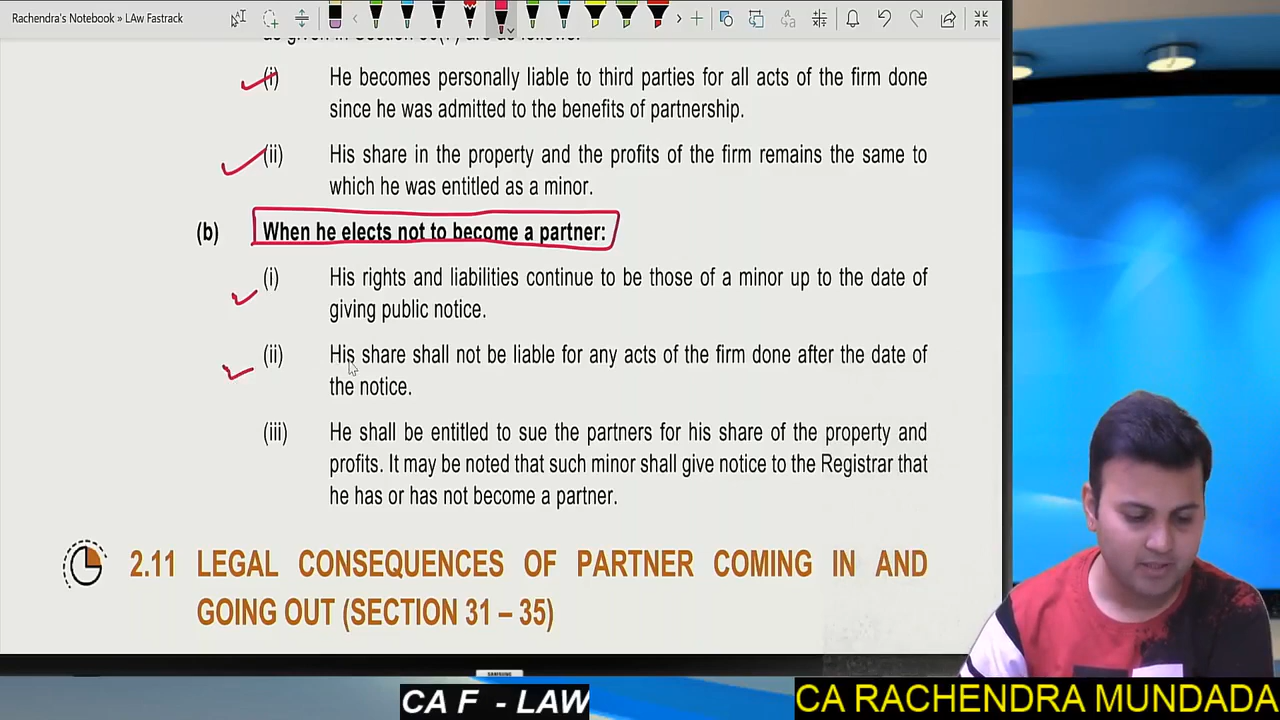 Rachendra's Notebook » LAW Fastrack
(i) He becomes personally liable to third parties for all acts of the firm done
since he was admitted to the benefits of partnership.
(ii) His share in the property and the profits of the firm remains the same to
which he was entitled as a minor.
(b) When he elects not to become a partner:
(i) His rights and liabilities continue to be those of a minor up to the date of
giving public notice.
(ii) His share shall not be liable for any acts of the firm done after the date of
the notice.
(iii) He shall be entitled to sue the partners for his share of the property and
profits. It may be noted that such minor shall give notice to the Registrar that
he has or has not become a partner.
2.11 LEGAL CONSEQUENCES OF PARTNER COMING IN AND
GOING OUT (SECTION 31 – 35)
SAMSUNG
CA F - LAW
CA RACHENDRA MUNDADA